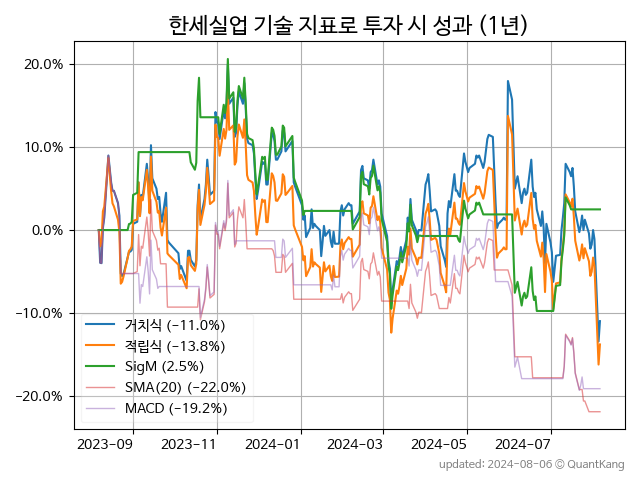 한세실업 기술 지표로 투자 시 성과 (1년)
20.0%
10.0%
0.0%
−10.0%
−20.0%
거치식 (−11.0%)
적립식 (−13.8%)
SigM (2.5%)
SMA(20) (−22.0%)
MACD (−19.2%)
2023-09 2023-11 2024-01 2024-03 2024-05 2024-07
updated: 2024-08-06 © QuantKang